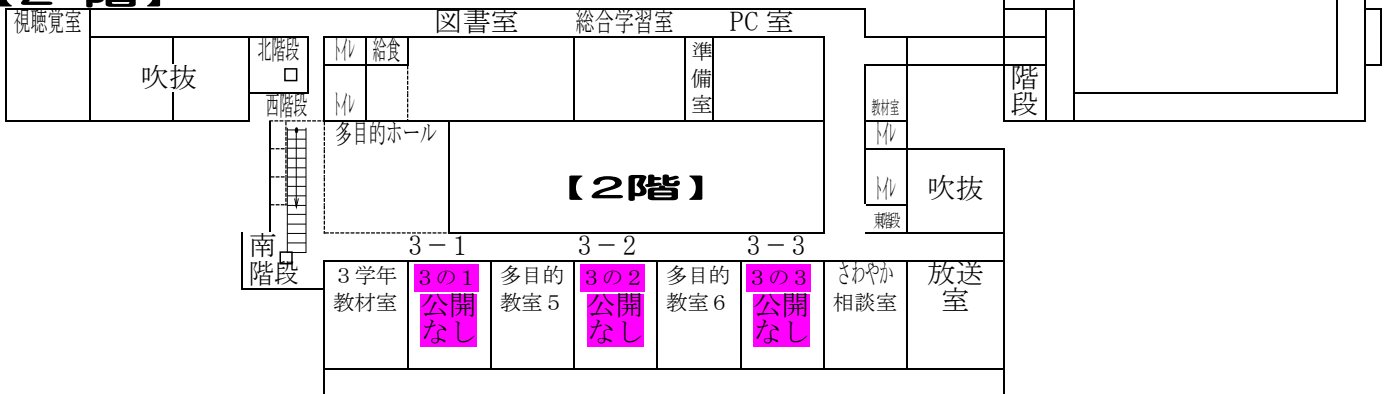 【２階】
視聴覚室
図書室
総合学習室
PC室
吹抜
北階段
トイレ
給食
準備室
階段
西階段
トイレ
教材室
多目的ホール
トイレ
【２階】
トイレ
吹抜
東階段
南階段
３－１
３－２
３－３
３学年
教材室
３の１
公開
なし
多目的
教室５
３の２
公開
なし
多目的
教室６
３の３
公開
なし
さわやか
相談室
放送
室